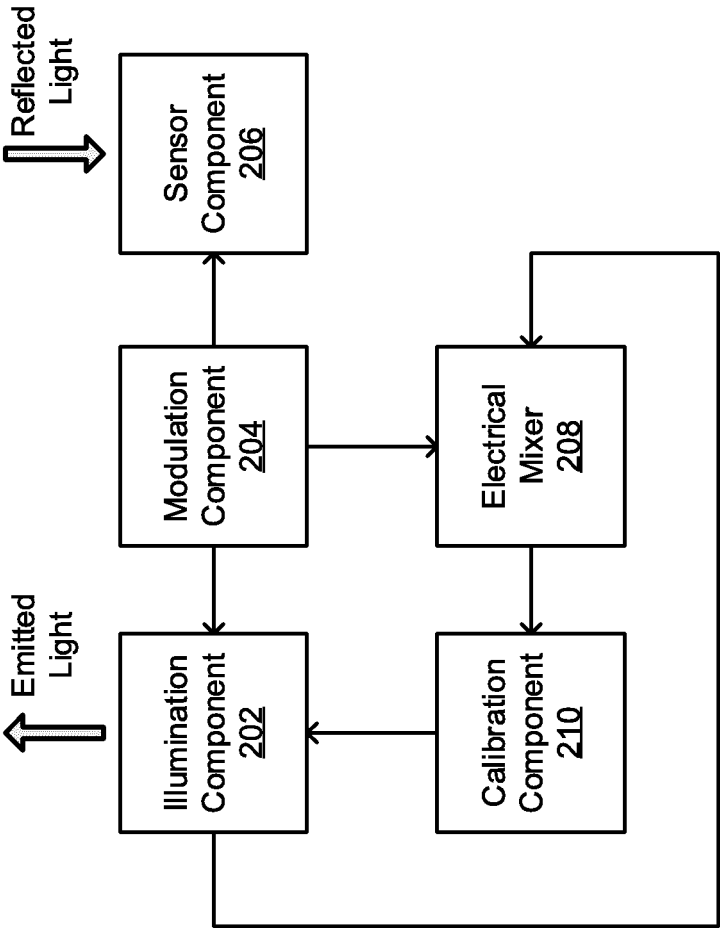 Emitted
Light
Reflected
Light
Illumination
Component
202
Modulation
Component
204
Sensor
Component
206
Calibration
Component
210
Electrical
Mixer
208